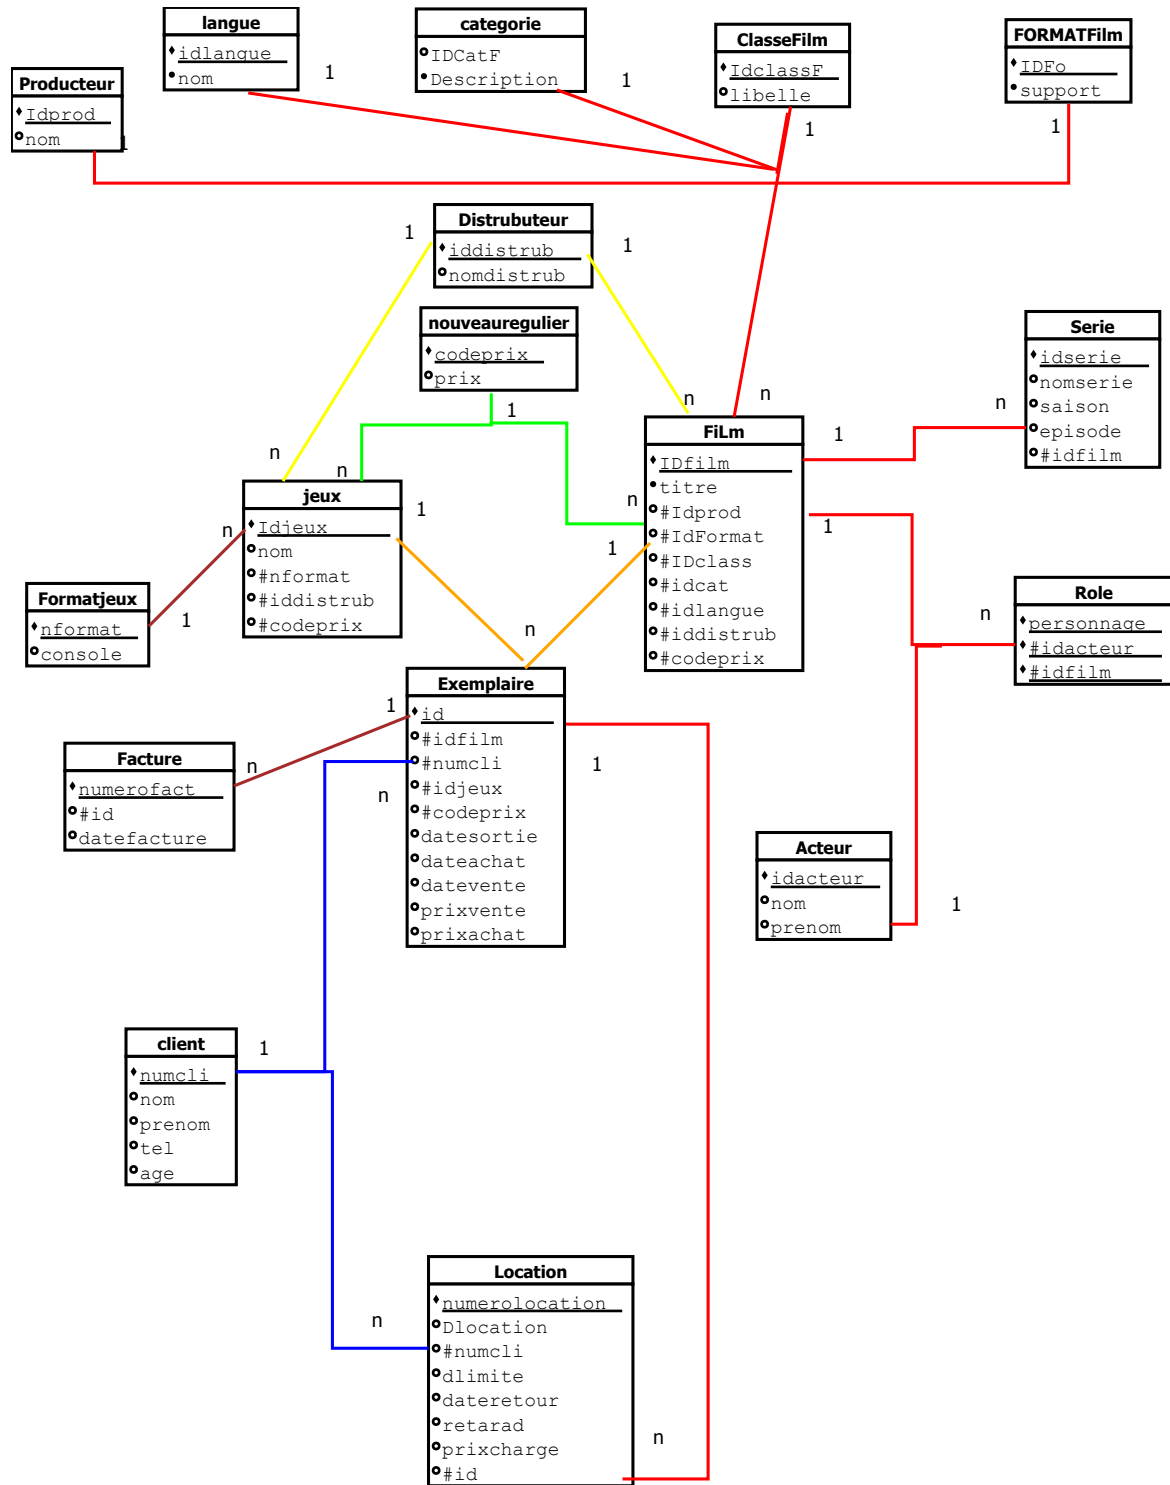 langue
idlangue
nom
categorie
IDCatF
Description
ClasseFilm
IdclassF
libelle
FORMATFilm
IDFo
support
Producteur
Idprod
nom
1
1
1
1
1
Distrubuteur
iddistrub
nomdistrub
1
1
nouveauregulier
codeprix
prix
1
n
n
n
n
n
Serie
idserie
nomserie
saison
episode
#idfilm
n
1
FiLm
IDfilm
titre
#Idprod
#IdFormat
#IDclass
#idcat
#idlangue
#iddistrub
#codeprix
1
jeux
Idjeux
nom
#nformat
#iddistrub
#codeprix
1
1
n
n
Formatjeux
nformat
console
1
Role
personnage
#idacteur
#idfilm
n
Exemplaire
id
#idfilm
#numcli
#idjeux
#codeprix
datesortie
dateachat
datevente
prixvente
prixachat
1
1
n
n
Facture
numerofact
#id
datefacture
Acteur
idacteur
nom
prenom
1
client
numcli
nom
prenom
tel
age
1
Location
numerolocation
Dlocation
#numcli
dlimite
dateretour
retarad
prixcharge
#id
n
n